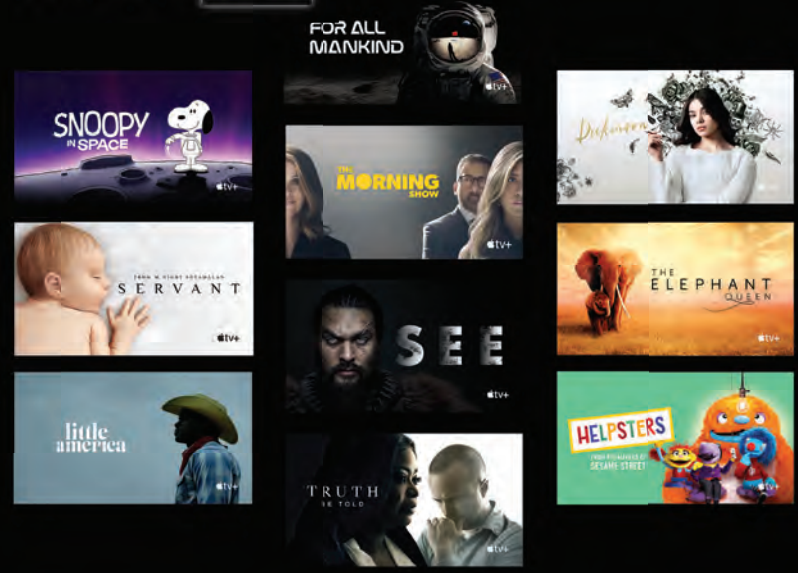 FOR ALL
MANKIND
tv+
SNOOPY
IN SPACE
tv+
THE
MORNING
SHOW
tv+
Dickinson
tv+
FROM M. NIGHT SHYAMALAN
SERVANT
tv+
SEE
tv+
THE
ELEPHANT
QUEEN
tv+
little
america
tv+
TRUTH
BE TOLD
tv+
HELPSTERS
FROM THE MAKERS OF
SESAME STREET
tv+